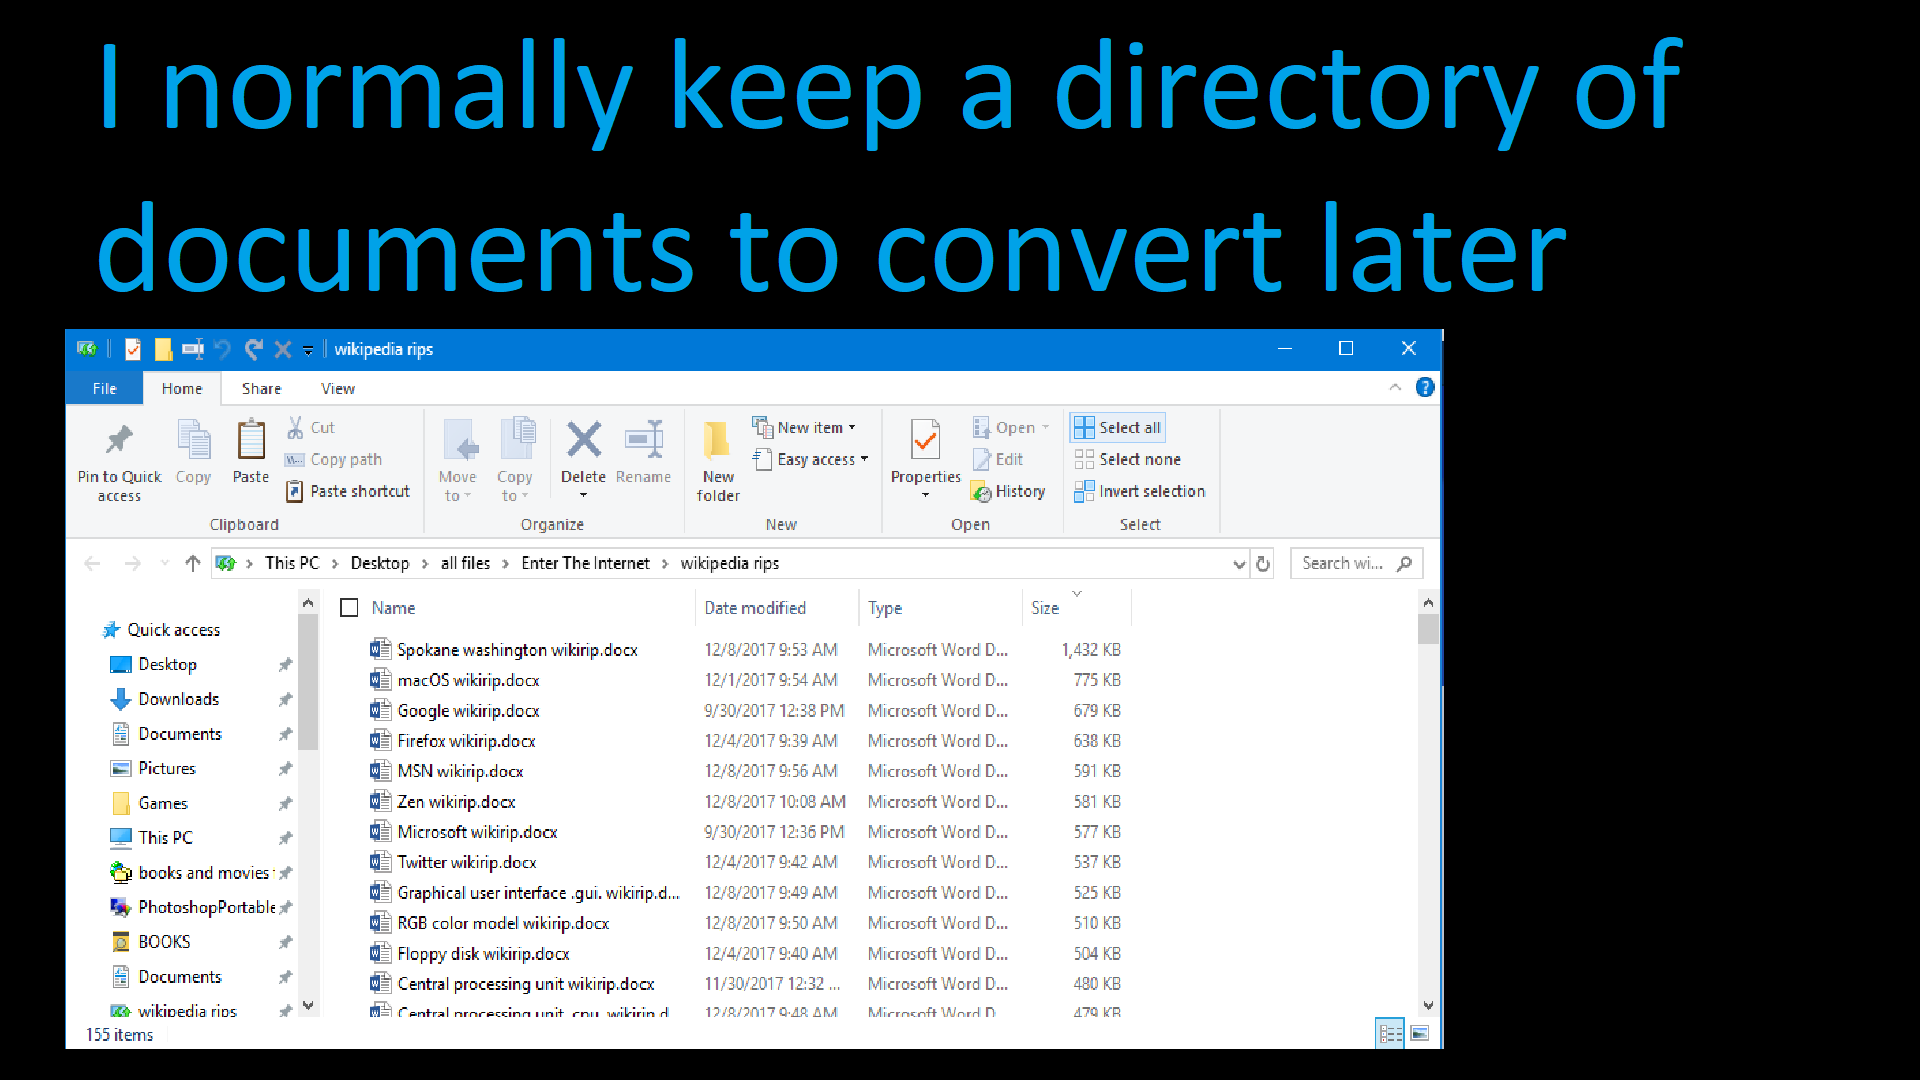 I normally keep a directory of
documents to convert later
wikipedia rips
File Home Share View
Pin to Quick access
Copy
Paste
Cut
Copy path
Paste shortcut
Clipboard
Move to
Copy to
Delete
Rename
Organize
New folder
New item
Easy access
New
Properties
Open
Edit
History
Open
Select all
Select none
Invert selection
Select
This PC > Desktop > all files > Enter The Internet > wikipedia rips
Search wi...
Quick access
Desktop
Downloads
Documents
Pictures
Games
This PC
books and movies
PhotoshopPortable
BOOKS
Documents
wikipedia rips
Name Date modified Type Size
Spokane washington wikirip.docx 12/8/2017 9:53 AM Microsoft Word D... 1,432 KB
macOS wikirip.docx 12/1/2017 9:54 AM Microsoft Word D... 775 KB
Google wikirip.docx 9/30/2017 12:38 PM Microsoft Word D... 679 KB
Firefox wikirip.docx 12/4/2017 9:39 AM Microsoft Word D... 638 KB
MSN wikirip.docx 12/8/2017 9:56 AM Microsoft Word D... 591 KB
Zen wikirip.docx 12/8/2017 10:08 AM Microsoft Word D... 581 KB
Microsoft wikirip.docx 9/30/2017 12:36 PM Microsoft Word D... 577 KB
Twitter wikirip.docx 12/4/2017 9:42 AM Microsoft Word D... 537 KB
Graphical user interface .gui. wikirip.d... 12/8/2017 9:49 AM Microsoft Word D... 525 KB
RGB color model wikirip.docx 12/8/2017 9:50 AM Microsoft Word D... 510 KB
Floppy disk wikirip.docx 12/4/2017 9:40 AM Microsoft Word D... 504 KB
Central processing unit wikirip.docx 11/30/2017 12:32 ... Microsoft Word D... 480 KB
Central processing unit .cpu. wikirip.d 12/8/2017 9:48 AM Microsoft Word D 479 KB
155 items